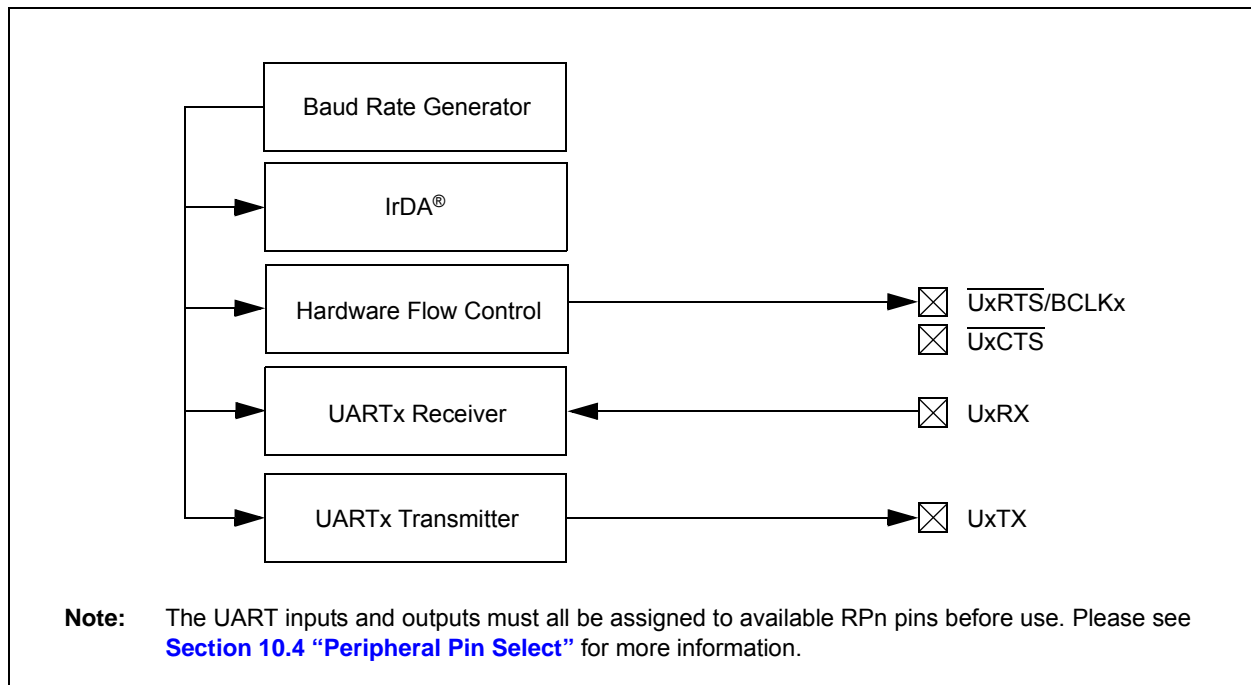 Baud Rate Generator
IrDA®
Hardware Flow Control
UxRTS/BCLKx
UxCTS
UARTx Receiver
UxRX
UARTx Transmitter
UxTX
Note: The UART inputs and outputs must all be assigned to available RPn pins before use. Please see
Section 10.4 “Peripheral Pin Select” for more information.